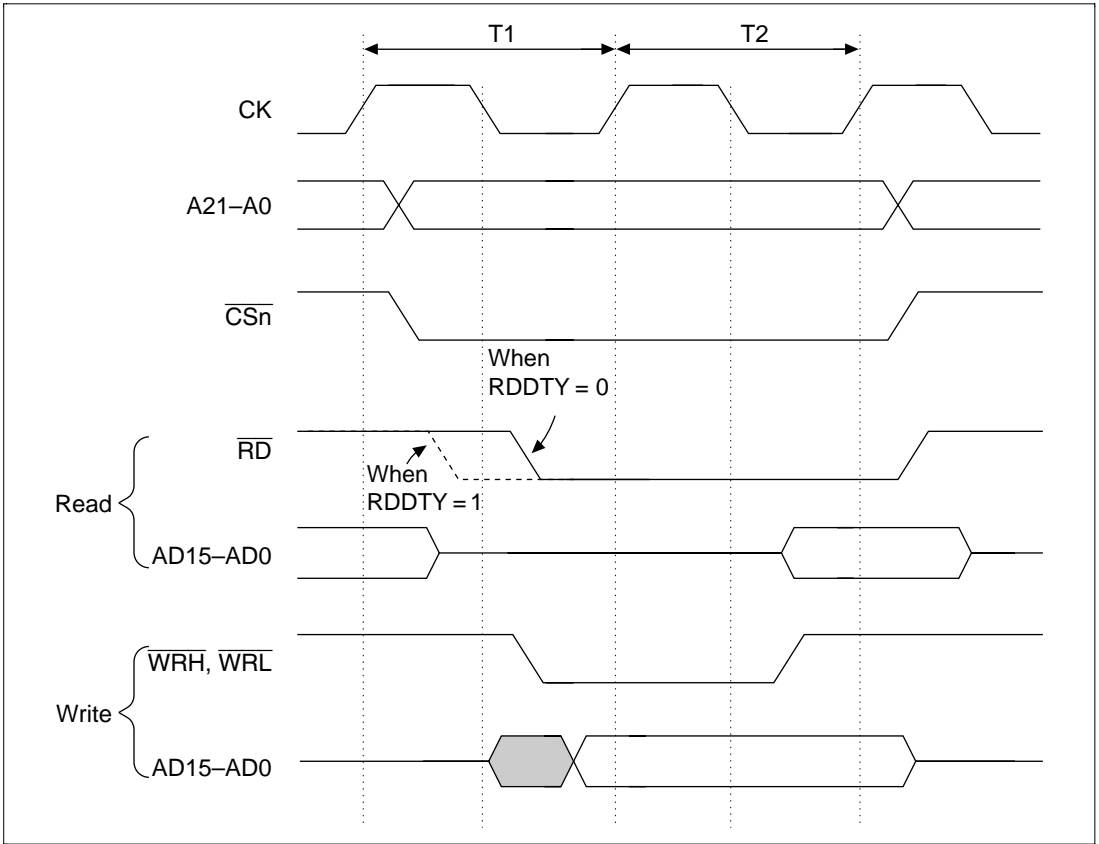 T1
T2
CK
A21–A0
CSn
When
RDDTY = 0
RD
When
RDDTY = 1
Read
AD15–AD0
WRH, WRL
Write
AD15–AD0